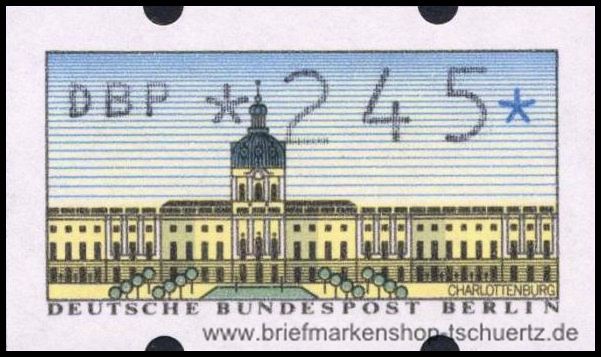 DBP *245*
CHARLOTTENBURG
DEUTSCHE BUNDESPOST BERLIN
www.briefmarkenshop-tschuertz.de